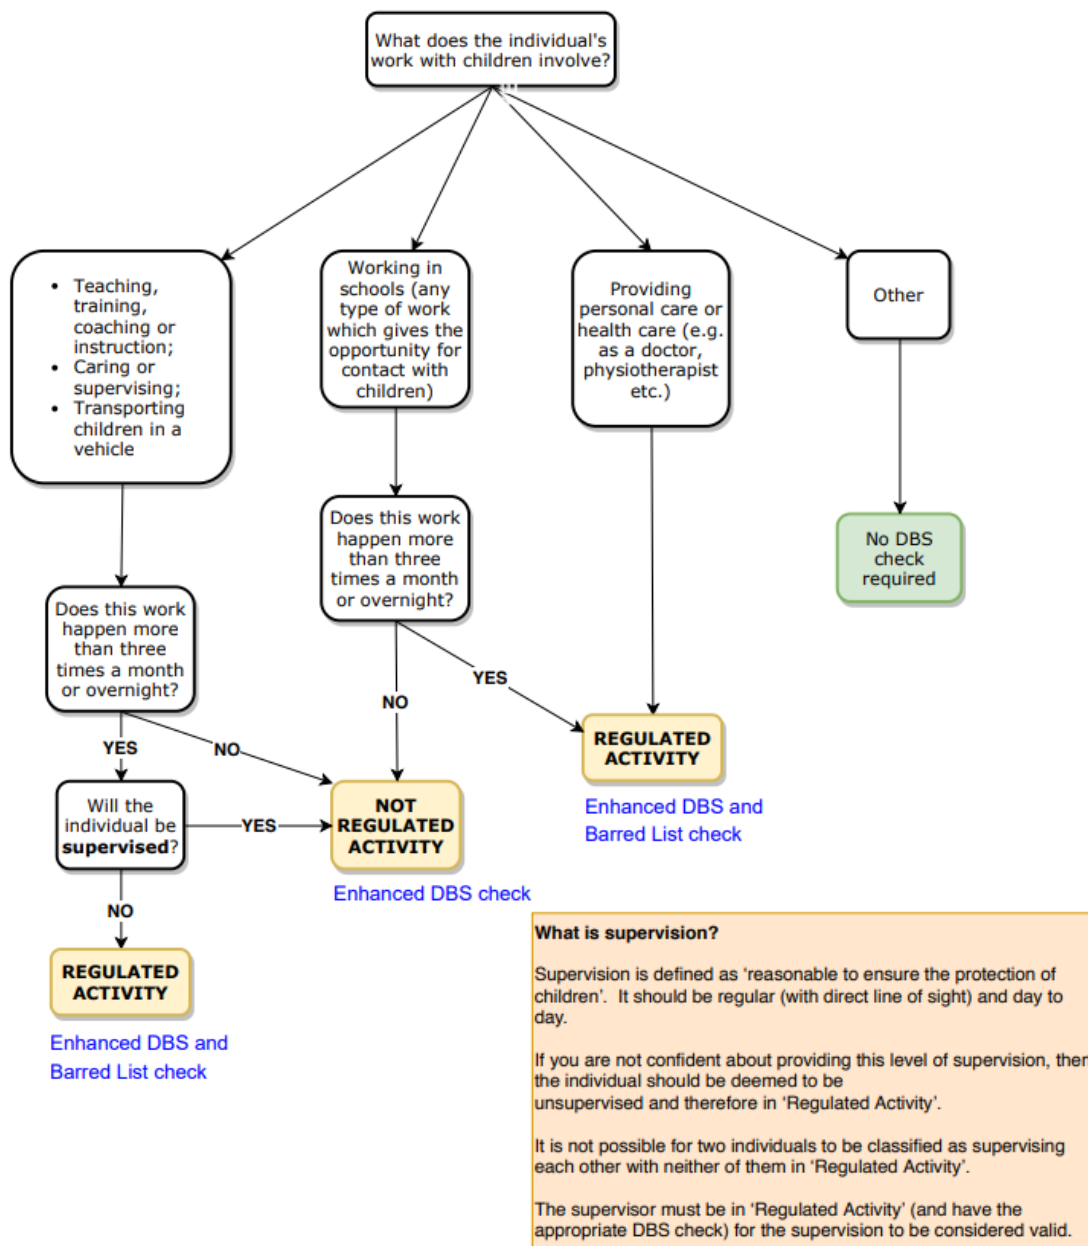 What does the individual's
work with children involve?
• Teaching,
training,
coaching or
instruction;
• Caring or
supervising;
• Transporting
children in a
vehicle
Working in
schools (any
type of work
which gives the
opportunity for
contact with
children)
Providing
personal care or
health care (e.g.
as a doctor,
physiotherapist
etc.)
Other
Does this work
happen more
than three
times a month
or overnight?
No DBS
check
required
Does this work
happen more
than three
times a month
or overnight?
YES
NO
YES
NO
REGULATED
ACTIVITY
Enhanced DBS and
Barred List check
Will the
individual be
supervised?
YES
NOT
REGULATED
ACTIVITY
Enhanced DBS check
NO
REGULATED
ACTIVITY
Enhanced DBS and
Barred List check
What is supervision?
Supervision is defined as ‘reasonable to ensure the protection of
children’. It should be regular (with direct line of sight) and day to
day.
If you are not confident about providing this level of supervision, then
the individual should be deemed to be
unsupervised and therefore in ‘Regulated Activity’.
It is not possible for two individuals to be classified as supervising
each other with neither of them in ‘Regulated Activity’.
The supervisor must be in ‘Regulated Activity’ (and have the
appropriate DBS check) for the supervision to be considered valid.